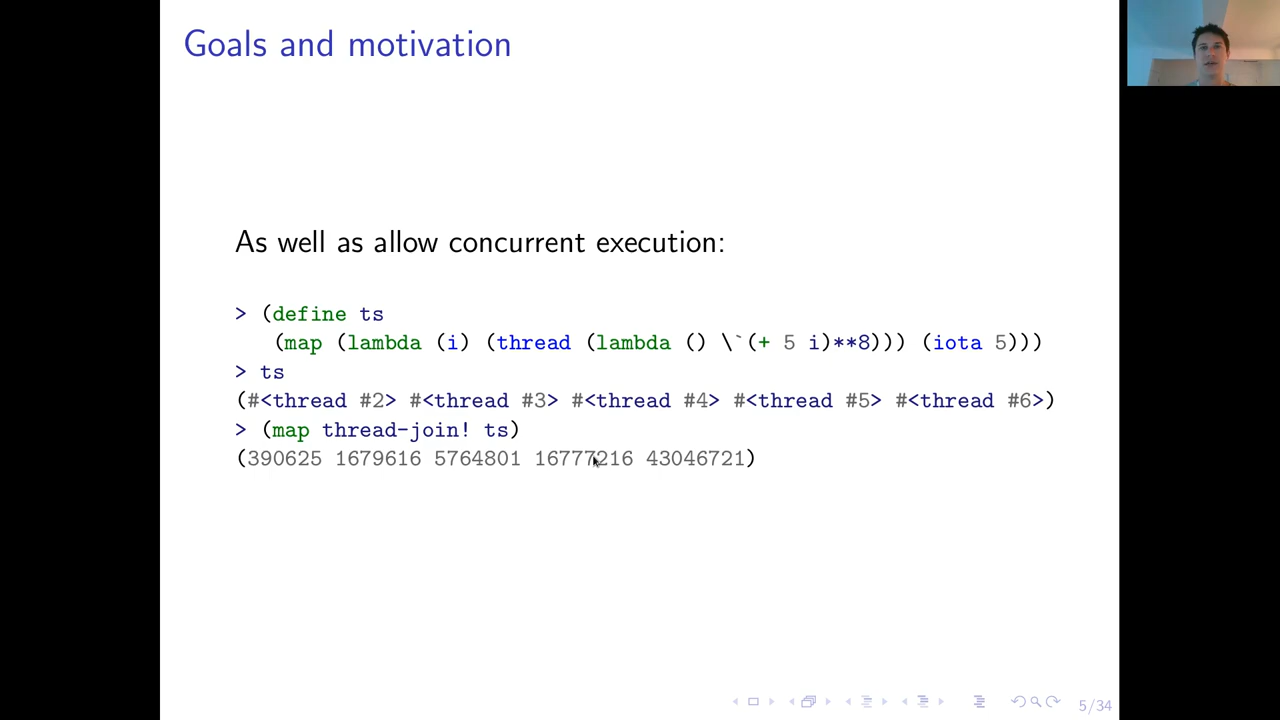 Goals and motivation
As well as allow concurrent execution:
> (define ts
(map (lambda (i) (thread (lambda () \`(+ 5 i)**8))) (iota 5)))
> ts
(#<thread #2> #<thread #3> #<thread #4> #<thread #5> #<thread #6>)
> (map thread-join! ts)
(390625 1679616 5764801 16777216 43046721)
5/34